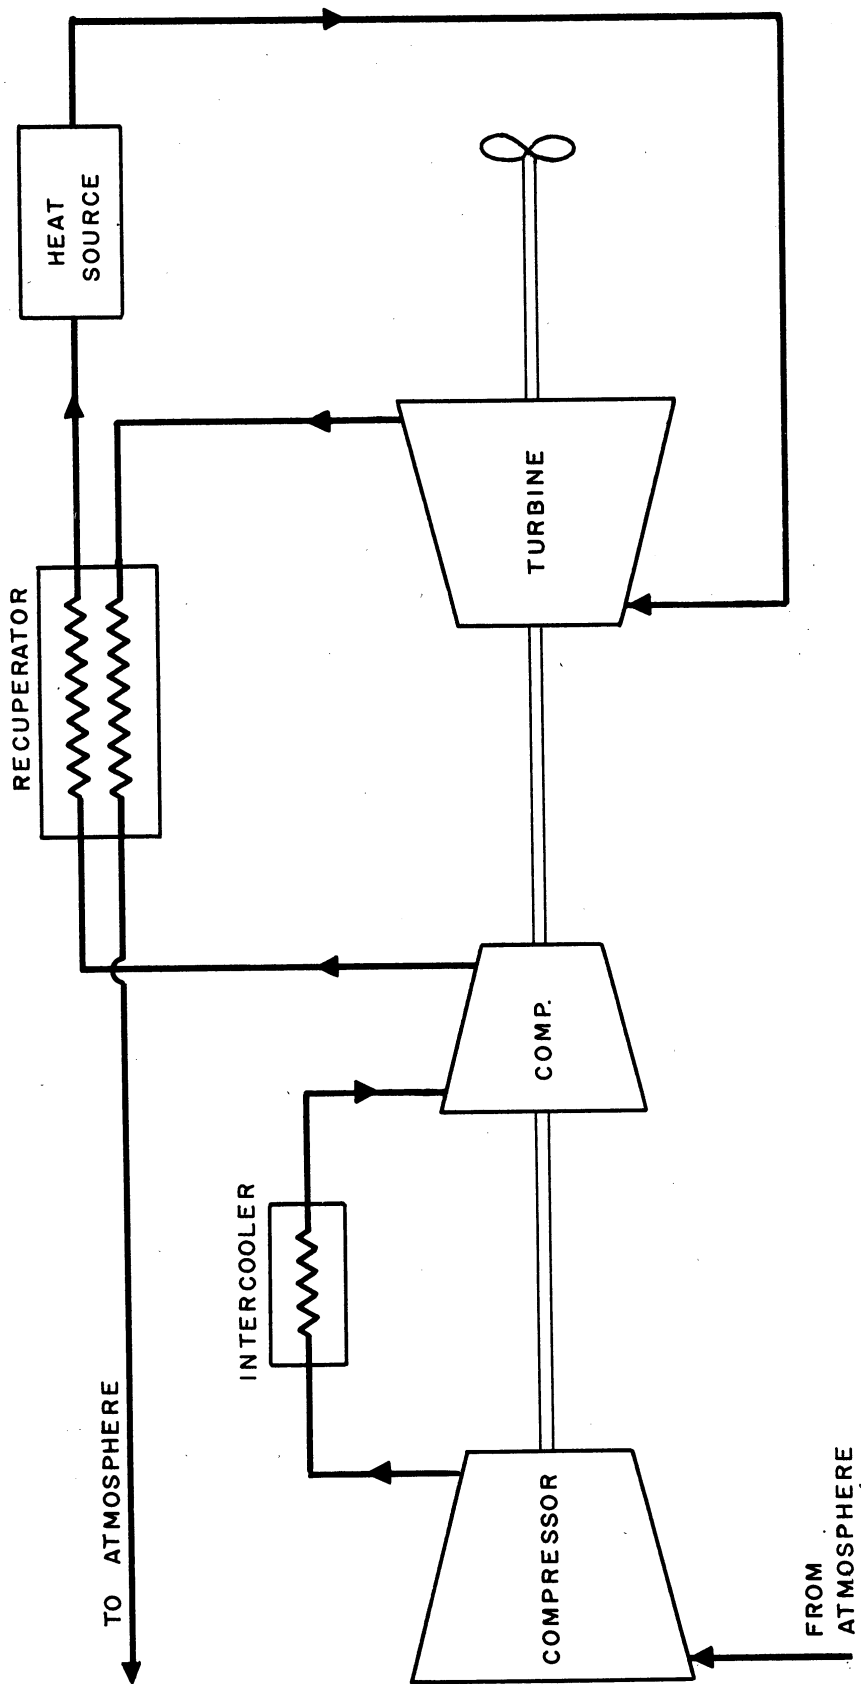 HEAT
SOURCE
RECUPERATOR
TURBINE
COMP.
INTERCOOLER
TO ATMOSPHERE
COMPRESSOR
FROM
ATMOSPHERE